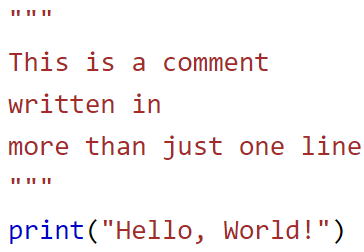 """
This is a comment
written in
more than just one line
"""
print("Hello, World!")